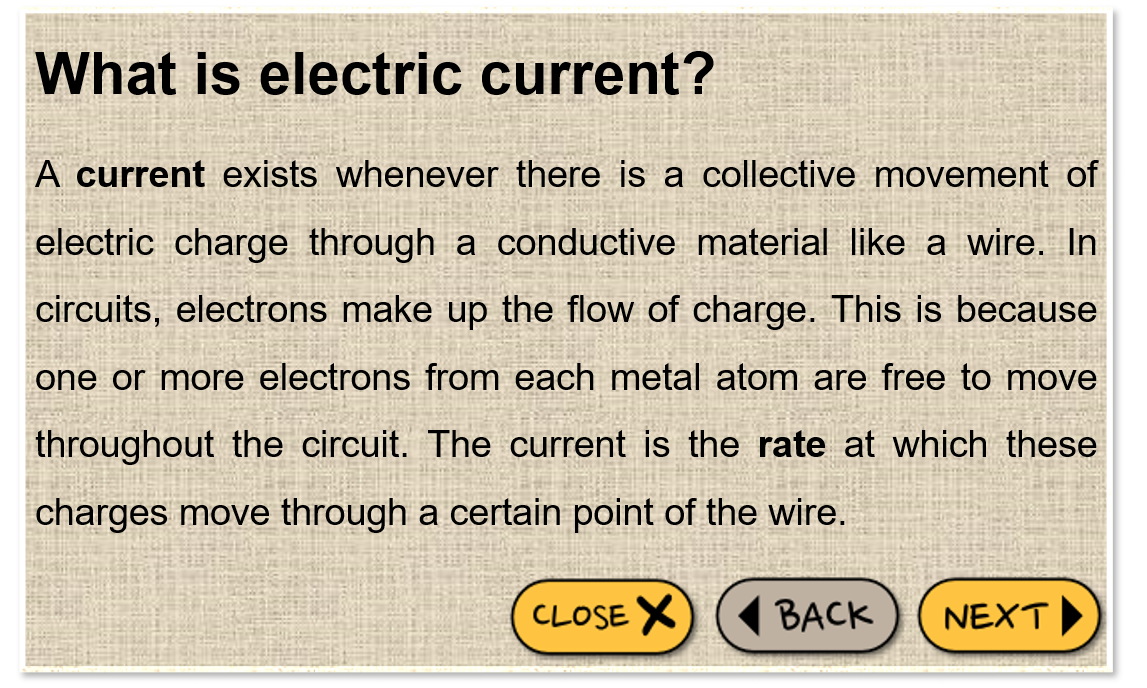 What is electric current?
A current exists whenever there is a collective movement of
electric charge through a conductive material like a wire. In
circuits, electrons make up the flow of charge. This is because
one or more electrons from each metal atom are free to move
throughout the circuit. The current is the rate at which these
charges move through a certain point of the wire.
CLOSE
BACK
NEXT